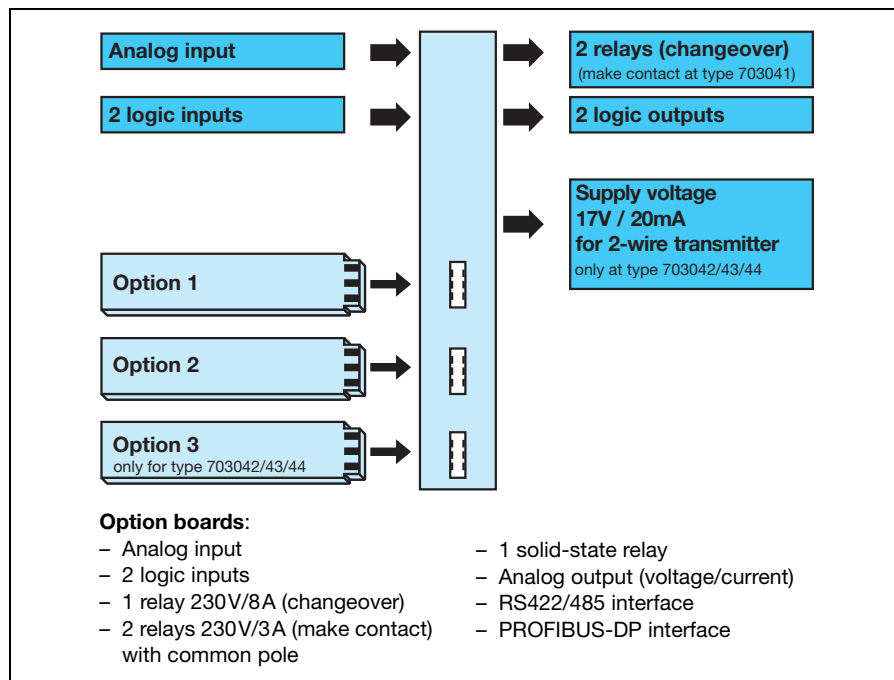 Analog input
2 relays (changeover)
(make contact at type 703041)
2 logic inputs
2 logic outputs
Supply voltage
17V / 20mA
for 2-wire transmitter
only at type 703042/43/44
Option 1
Option 2
Option 3
only for type 703042/43/44
Option boards:
– Analog input
– 2 logic inputs
– 1 relay 230V/8A (changeover)
– 2 relays 230V/3A (make contact)
with common pole
– 1 solid-state relay
– Analog output (voltage/current)
– RS422/485 interface
– PROFIBUS-DP interface